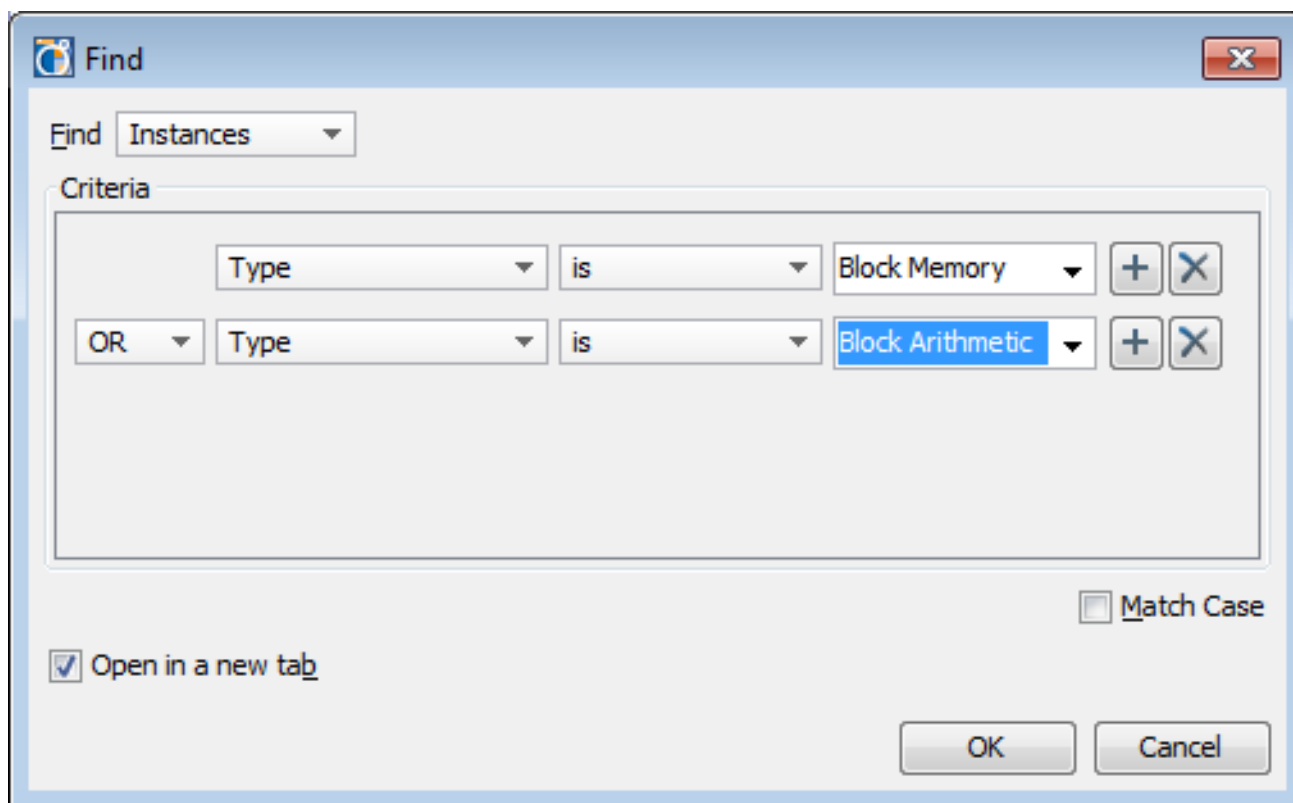 Find
Find Instances
Criteria
Type is Block Memory
OR Type is Block Arithmetic
Match Case
Open in a new tab
OK Cancel